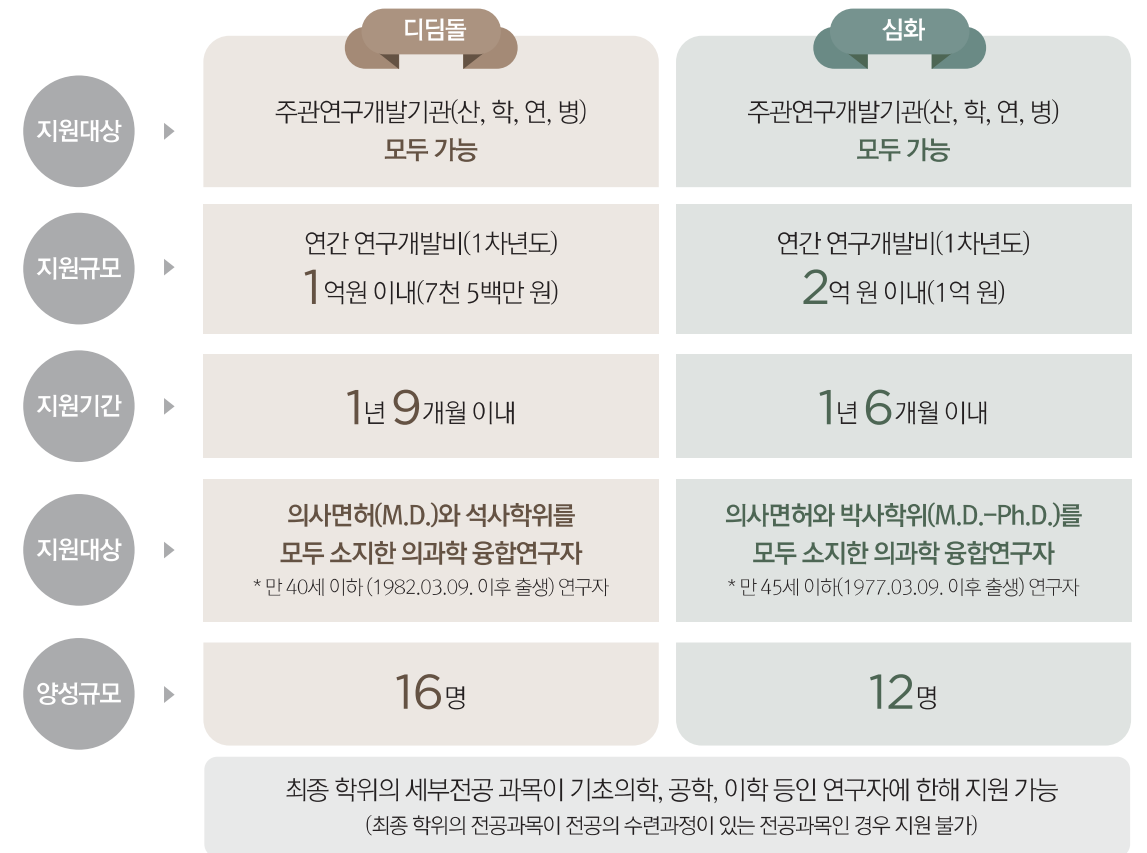 디딤돌
심화
지원대상
주관연구개발기관(산, 학, 연, 병)
모두 가능
주관연구개발기관(산, 학, 연, 병)
모두 가능
지원규모
연간 연구개발비(1차년도)
1억원 이내(7천 5백만 원)
연간 연구개발비(1차년도)
2억 원 이내(1억 원)
지원기간
1년 9개월 이내
1년 6개월 이내
지원대상
의사면허(M.D.)와 석사학위를
모두 소지한 의과학 융합연구자
* 만 40세 이하 (1982.03.09. 이후 출생) 연구자
의사면허와 박사학위(M.D.-Ph.D.)를
모두 소지한 의과학 융합연구자
* 만 45세 이하(1977.03.09. 이후 출생) 연구자
양성규모
16명
12명
최종 학위의 세부전공 과목이 기초의학, 공학, 이학 등인 연구자에 한해 지원 가능
(최종 학위의 전공과목이 전공의 수련과정이 있는 전공과목인 경우 지원 불가)